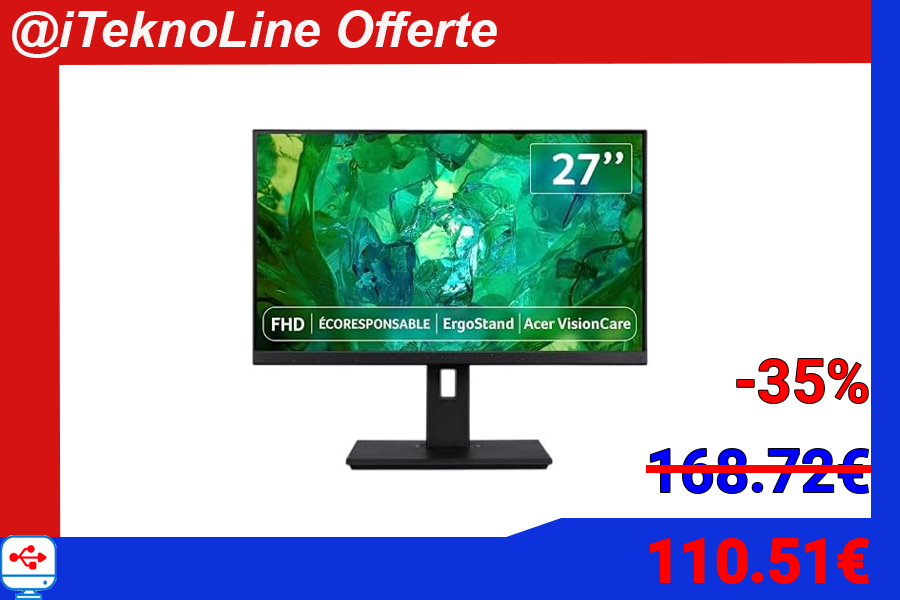 @iTeknoLine Offerte
27’’
FHD | ÉCORESPONSABLE | ErgoStand | Acer VisionCare
-35%
168.72€
110.51€